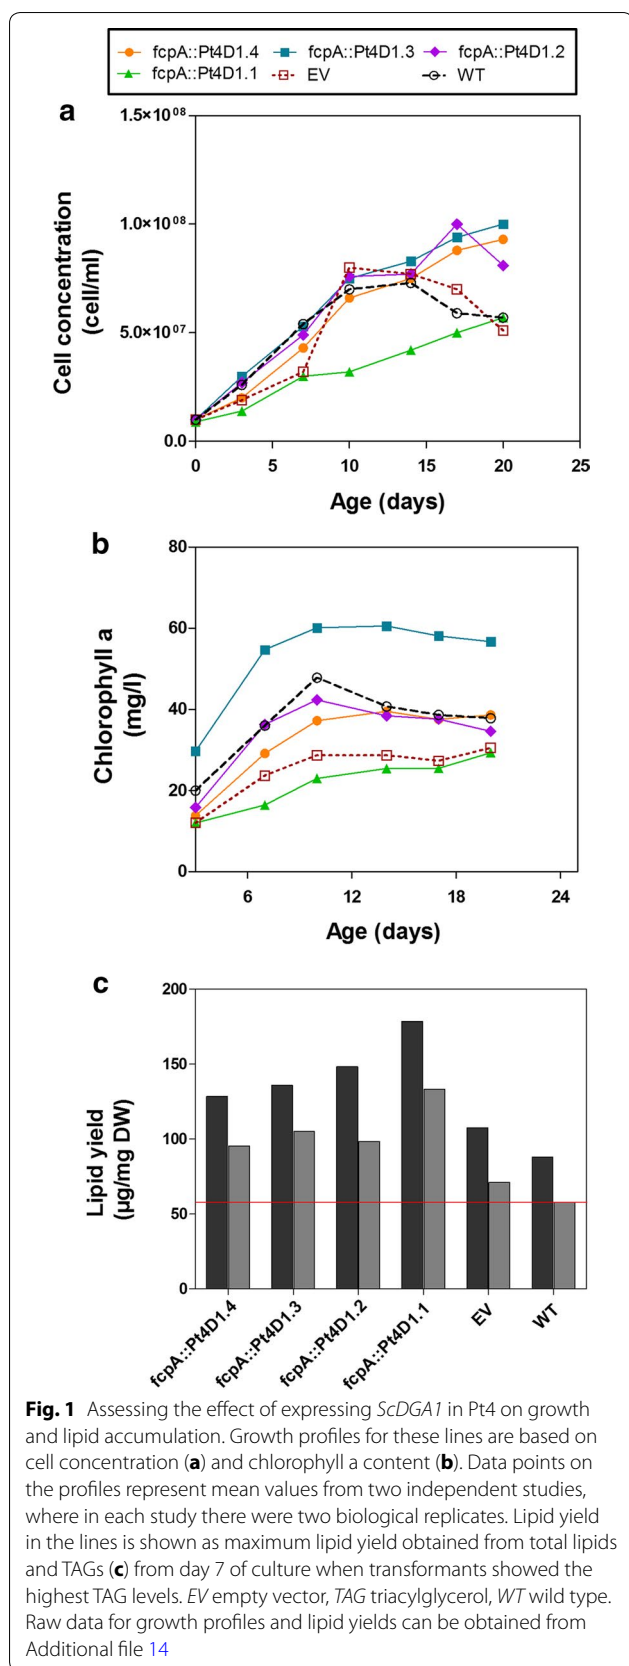 fcpA::Pt4D1.4 fcpA::Pt4D1.3 fcpA::Pt4D1.2
fcpA::Pt4D1.1 EV WT
a
1.5×10⁰⁸
1.0×10⁰⁸
5.0×10⁰⁷
0.0
Cell concentration
(cell/ml)
0 5 10 15 20 25
Age (days)
b
80
60
40
20
0
Chlorophyll a
(mg/l)
6 12 18 24
Age (days)
c
200
150
100
50
0
Lipid yield
(µg/mg DW)
fcpA::Pt4D1.4 fcpA::Pt4D1.3 fcpA::Pt4D1.2 fcpA::Pt4D1.1 EV WT
Fig. 1 Assessing the effect of expressing ScDGA1 in Pt4 on growth
and lipid accumulation. Growth profiles for these lines are based on
cell concentration (a) and chlorophyll a content (b). Data points on
the profiles represent mean values from two independent studies,
where in each study there were two biological replicates. Lipid yield
in the lines is shown as maximum lipid yield obtained from total lipids
and TAGs (c) from day 7 of culture when transformants showed the
highest TAG levels. EV empty vector, TAG triacylglycerol, WT wild type.
Raw data for growth profiles and lipid yields can be obtained from
Additional file 14